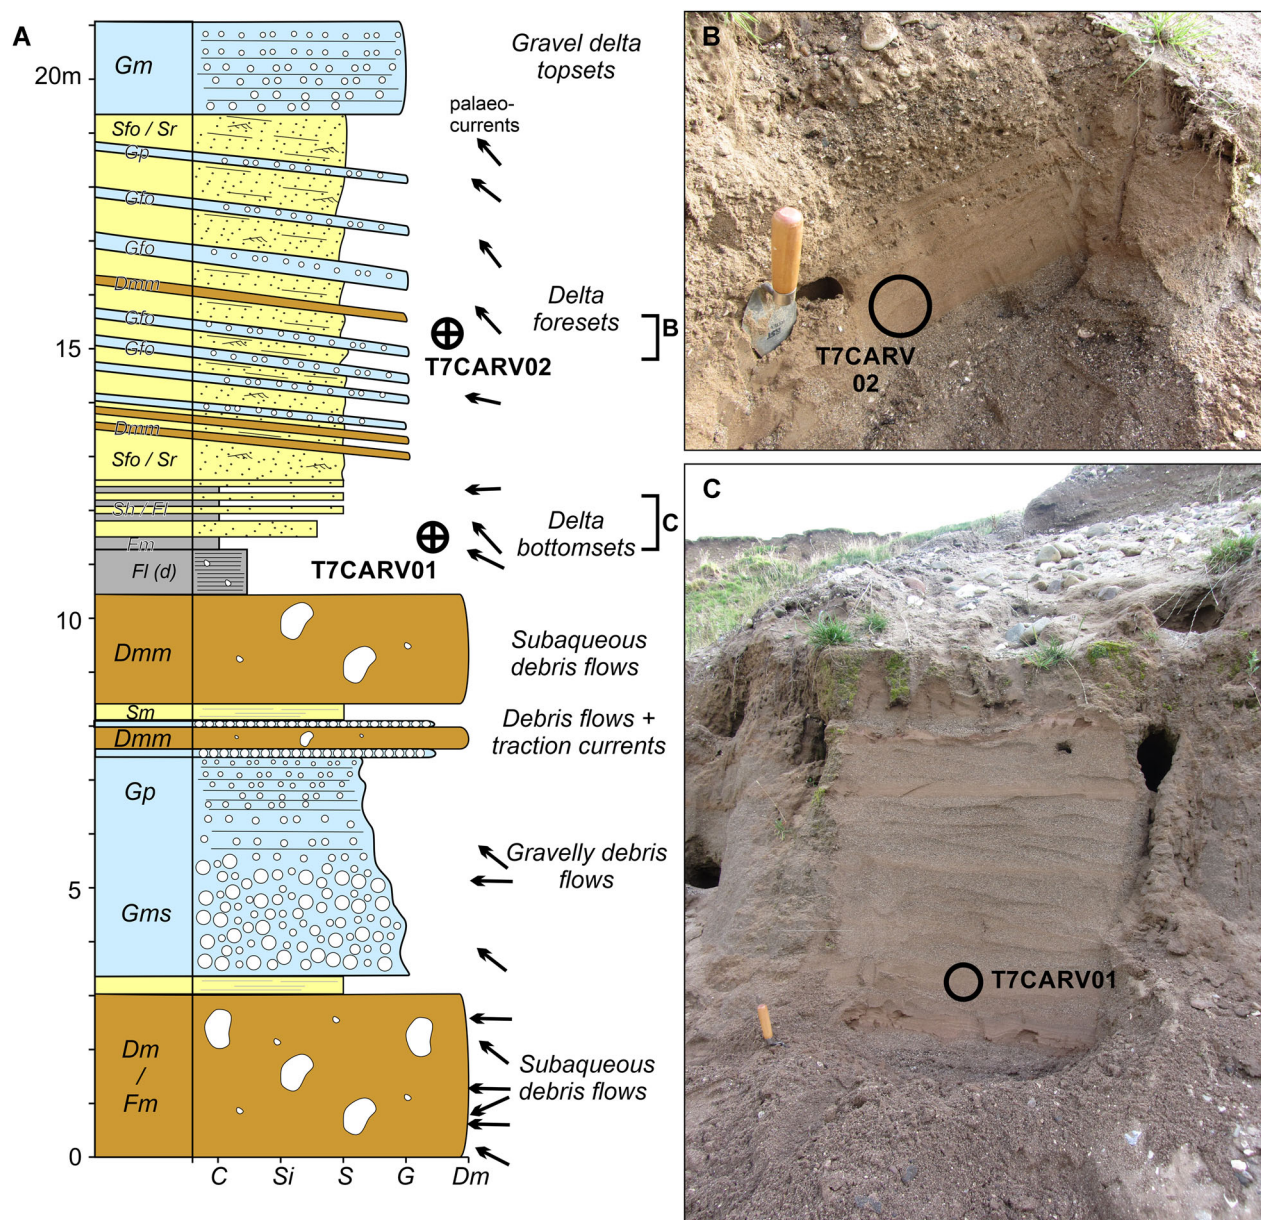 A
20m
15
10
5
0
Gm
Sfo / Sr
Gp
Gfo
Gfo
Dmm
Gfo
Gfo
Dmm
Sfo / Sr
Sh / Fl
Fm
Fl (d)
Dmm
Sm
Dmm
Gp
Gms
Dm
/
Fm
C
Si
S
G
Dm
Gravel delta
topsets
palaeo-
currents
Delta
foresets
B
T7CARV02
Delta
bottomsets
C
T7CARV01
Subaqueous
debris flows
Debris flows +
traction currents
Gravelly debris
flows
Subaqueous
debris flows
B
T7CARV
02
C
T7CARV01